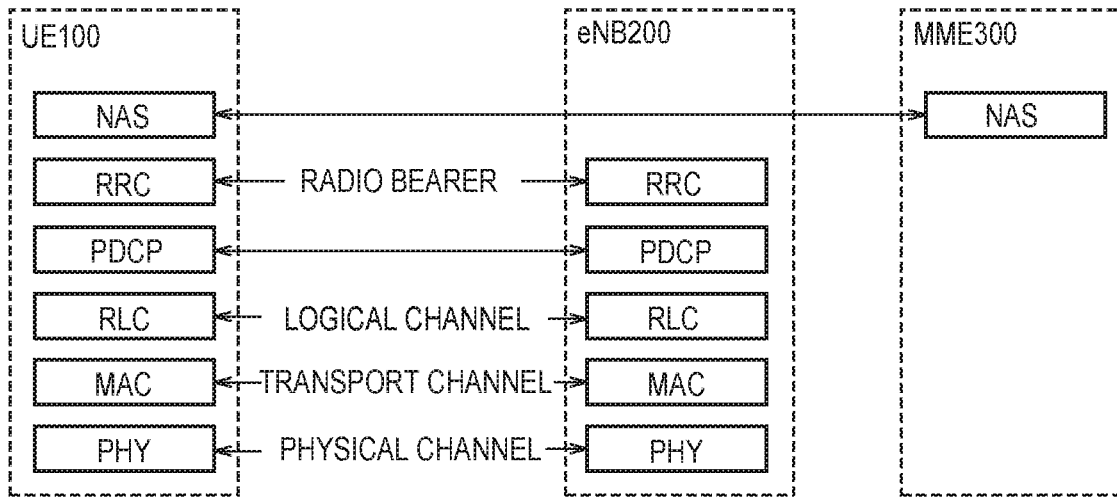 UE100 eNB200 MME300
NAS NAS
RRC RADIO BEARER RRC
PDCP PDCP
RLC LOGICAL CHANNEL RLC
MAC TRANSPORT CHANNEL MAC
PHY PHYSICAL CHANNEL PHY